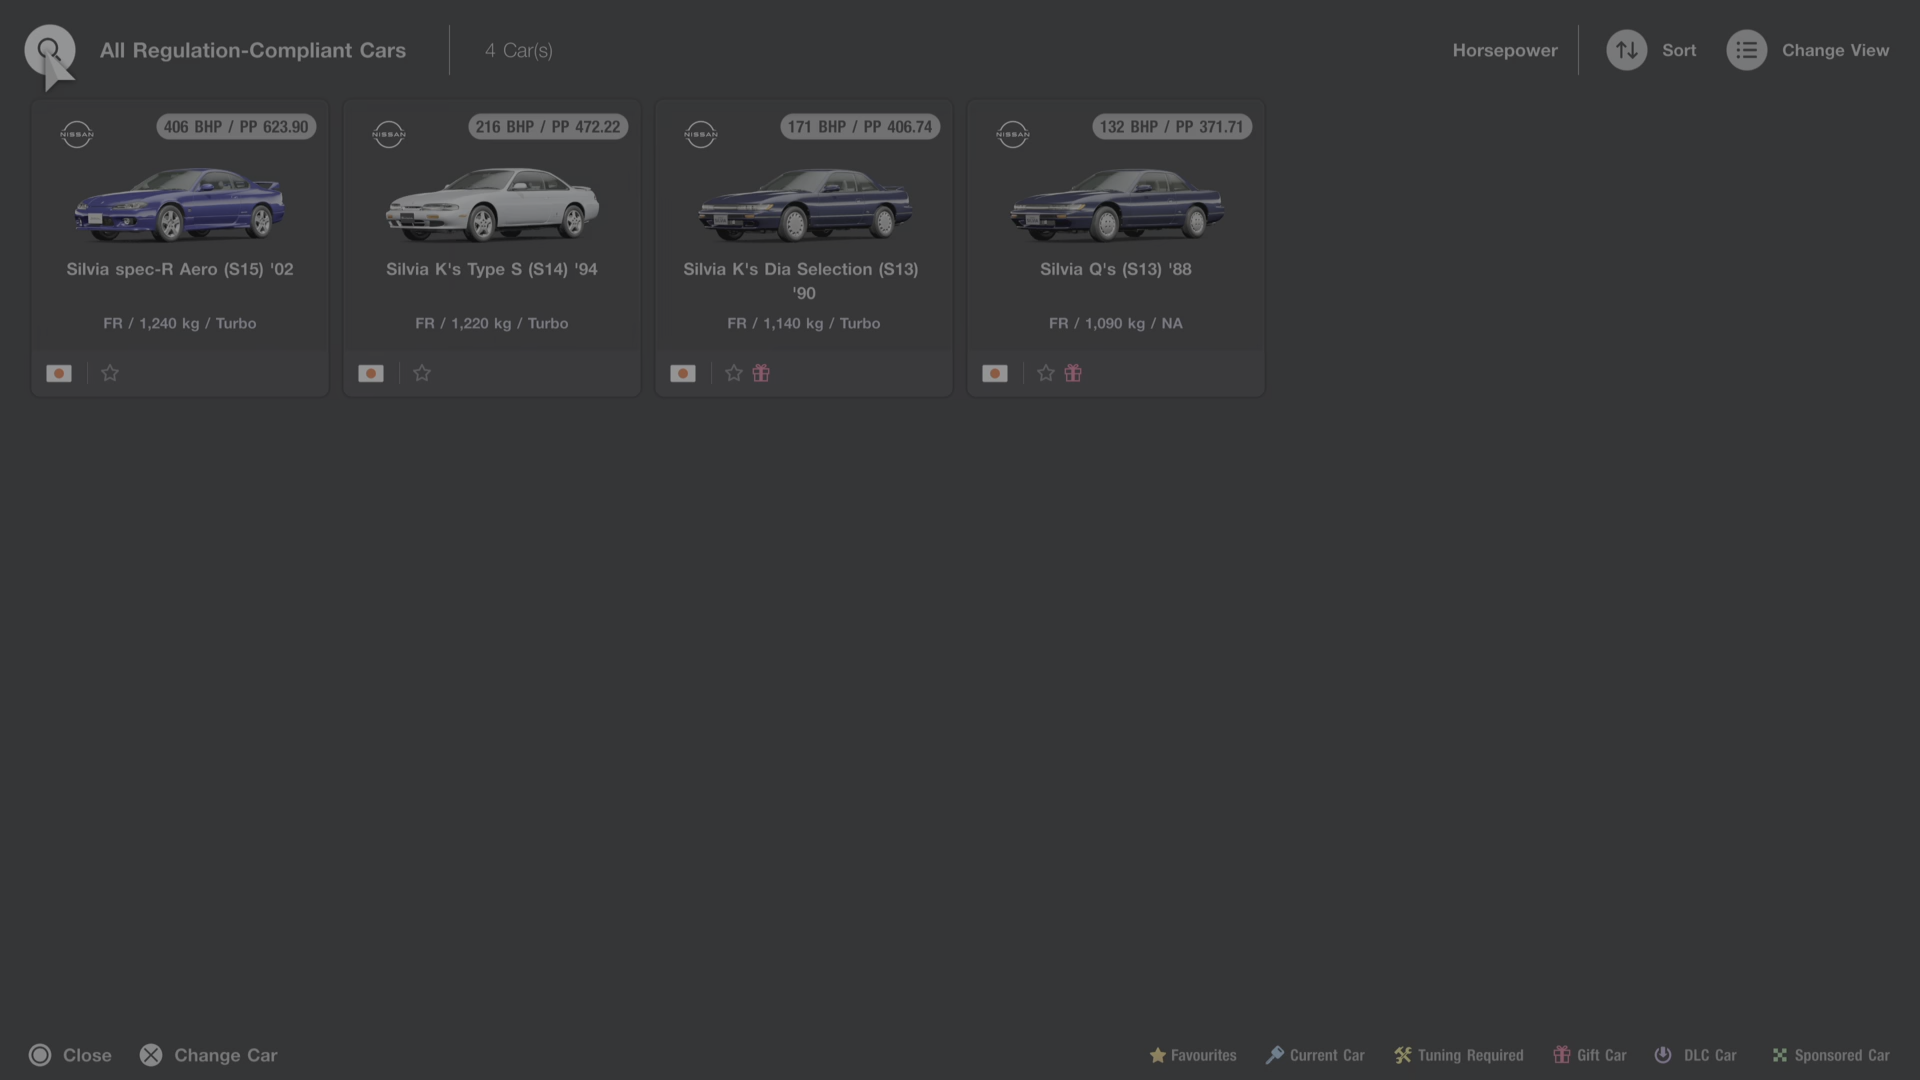 All Regulation-Compliant Cars
4 Car(s)
Horsepower
Sort
Change View
NISSAN
406 BHP / PP 623.90
Silvia spec-R Aero (S15) '02
FR / 1,240 kg / Turbo
NISSAN
216 BHP / PP 472.22
Silvia K's Type S (S14) '94
FR / 1,220 kg / Turbo
NISSAN
171 BHP / PP 406.74
Silvia K's Dia Selection (S13)
'90
FR / 1,140 kg / Turbo
NISSAN
132 BHP / PP 371.71
Silvia Q's (S13) '88
FR / 1,090 kg / NA
Close
Change Car
Favourites
Current Car
Tuning Required
Gift Car
DLC Car
Sponsored Car